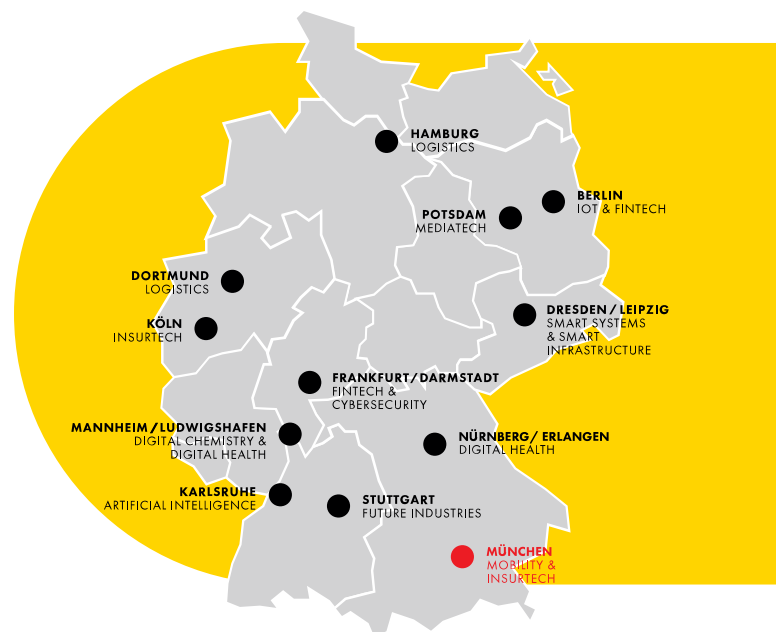 HAMBURG
LOGISTICS
BERLIN
IOT & FINTECH
POTSDAM
MEDIATECH
DORTMUND
LOGISTICS
DRESDEN / LEIPZIG
SMART SYSTEMS
& SMART
INFRASTRUCTURE
KÖLN
INSURTECH
FRANKFURT/DARMSTADT
FINTECH &
CYBERSECURITY
MANNHEIM/LUDWIGSHAFEN
DIGITAL CHEMISTRY &
DIGITAL HEALTH
NÜRNBERG/ ERLANGEN
DIGITAL HEALTH
KARLSRUHE
ARTIFICIAL INTELLIGENCE
STUTTGART
FUTURE INDUSTRIES
MÜNCHEN
MOBILITY &
INSURTECH